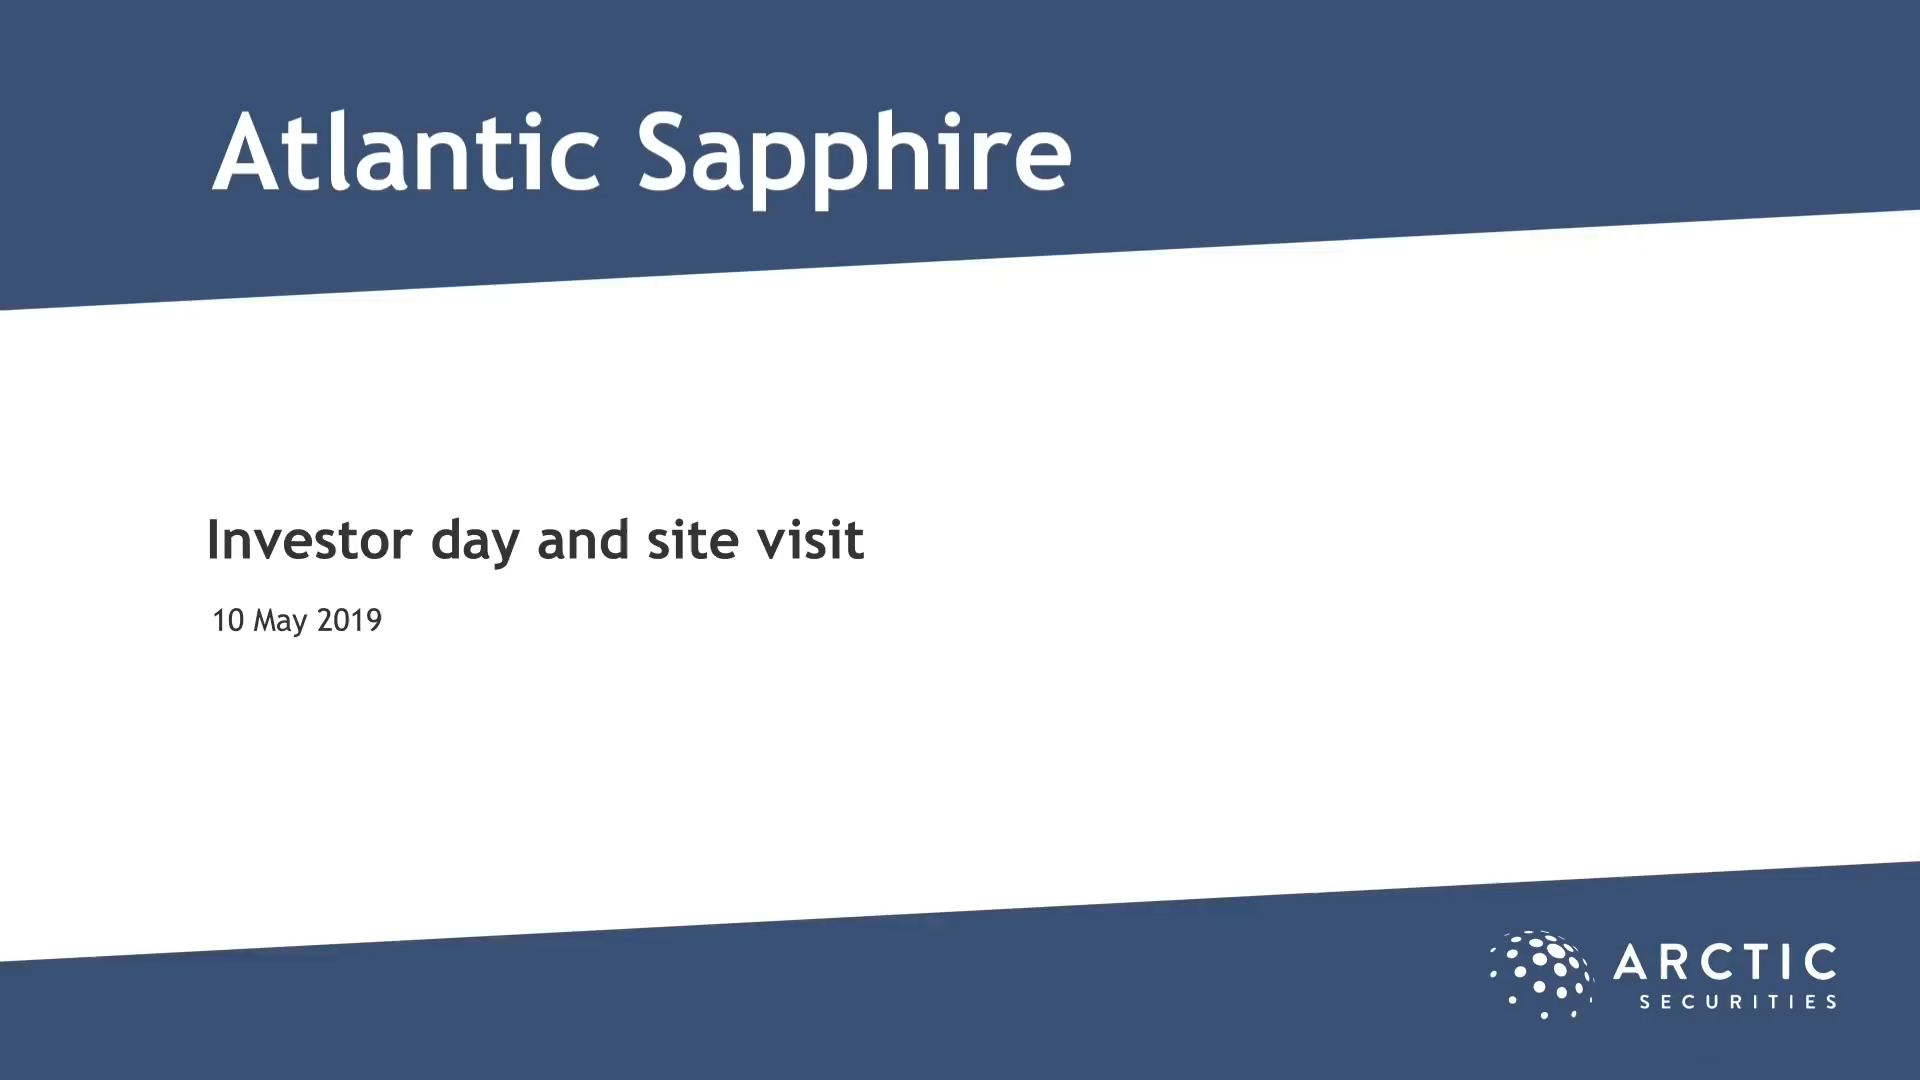 Atlantic Sapphire
Investor day and site visit
10 May 2019
ARCTIC
SECURITIES